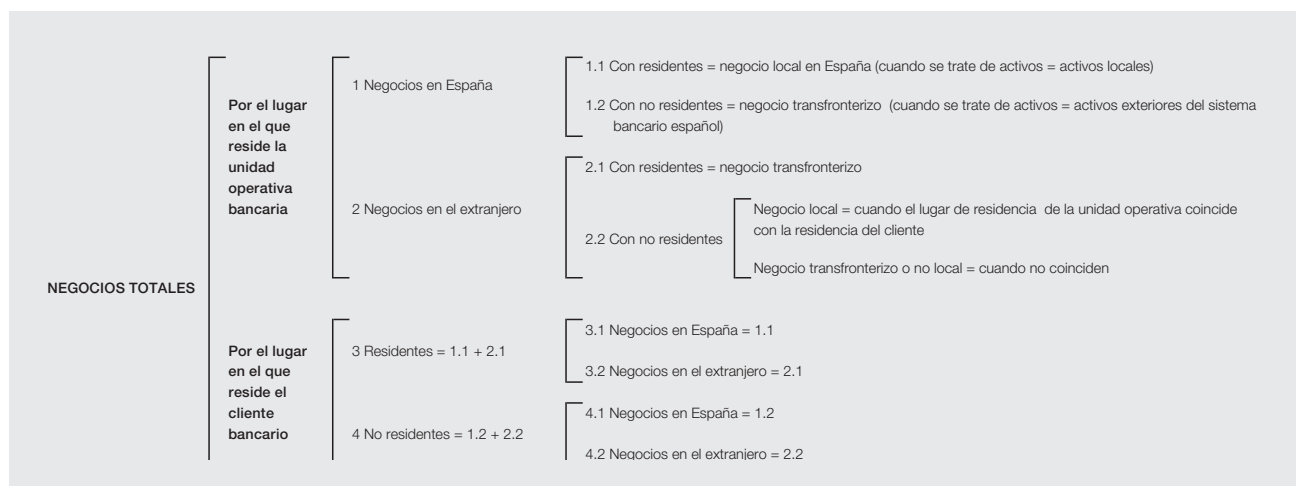 NEGOCIOS TOTALES
Por el lugar
en el que
reside la
unidad
operativa
bancaria
1 Negocios en España
1.1 Con residentes = negocio local en España (cuando se trate de activos = activos locales)
1.2 Con no residentes = negocio transfronterizo (cuando se trate de activos = activos exteriores del sistema
bancario español)
2 Negocios en el extranjero
2.1 Con residentes = negocio transfronterizo
2.2 Con no residentes
Negocio local = cuando el lugar de residencia de la unidad operativa coincide
con la residencia del cliente
Negocio transfronterizo o no local = cuando no coinciden
Por el lugar
en el que
reside el
cliente
bancario
3 Residentes = 1.1 + 2.1
3.1 Negocios en España = 1.1
3.2 Negocios en el extranjero = 2.1
4 No residentes = 1.2 + 2.2
4.1 Negocios en España = 1.2
4.2 Negocios en el extranjero = 2.2